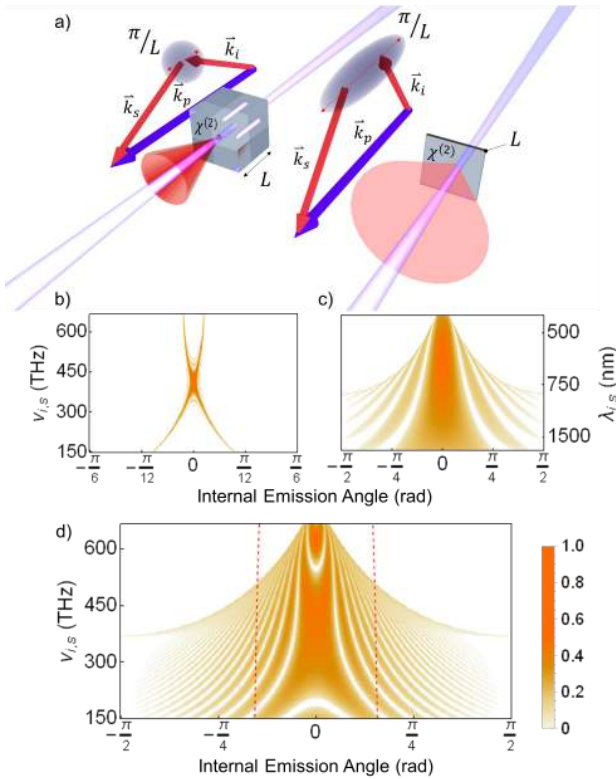 a)
π/L
k⃗ᵢ
k⃗ₛ
k⃗ₚ
χ⁽²⁾
L
π/L
k⃗ᵢ
k⃗ₛ
k⃗ₚ
χ⁽²⁾
L
b)
c)
600
450
300
150
νᵢ,ₛ (THz)
−π/6
−π/12
0
π/12
π/6
500
750
1500
λᵢ,ₛ (nm)
−π/2
−π/4
0
π/4
π/2
Internal Emission Angle (rad)
d)
600
450
300
150
νᵢ,ₛ (THz)
−π/2
−π/4
0
π/4
π/2
Internal Emission Angle (rad)
1.0
0.8
0.6
0.4
0.2
0